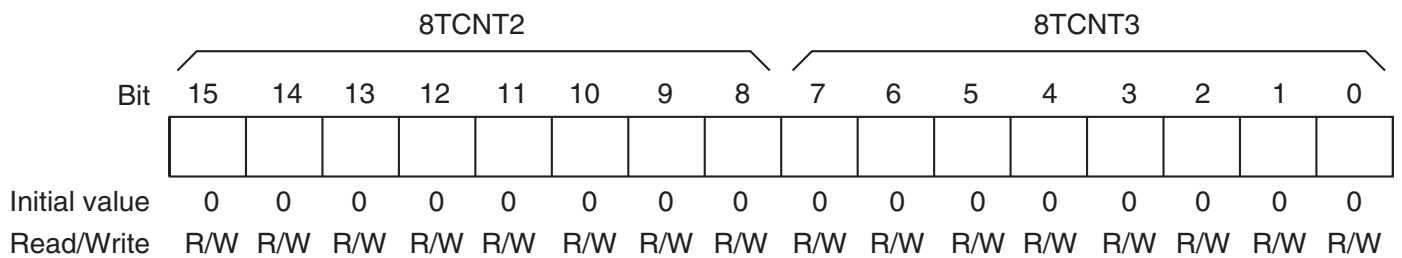 8TCNT2 8TCNT3
Bit 15 14 13 12 11 10 9 8 7 6 5 4 3 2 1 0
Initial value 0 0 0 0 0 0 0 0 0 0 0 0 0 0 0 0
Read/Write R/W R/W R/W R/W R/W R/W R/W R/W R/W R/W R/W R/W R/W R/W R/W R/W